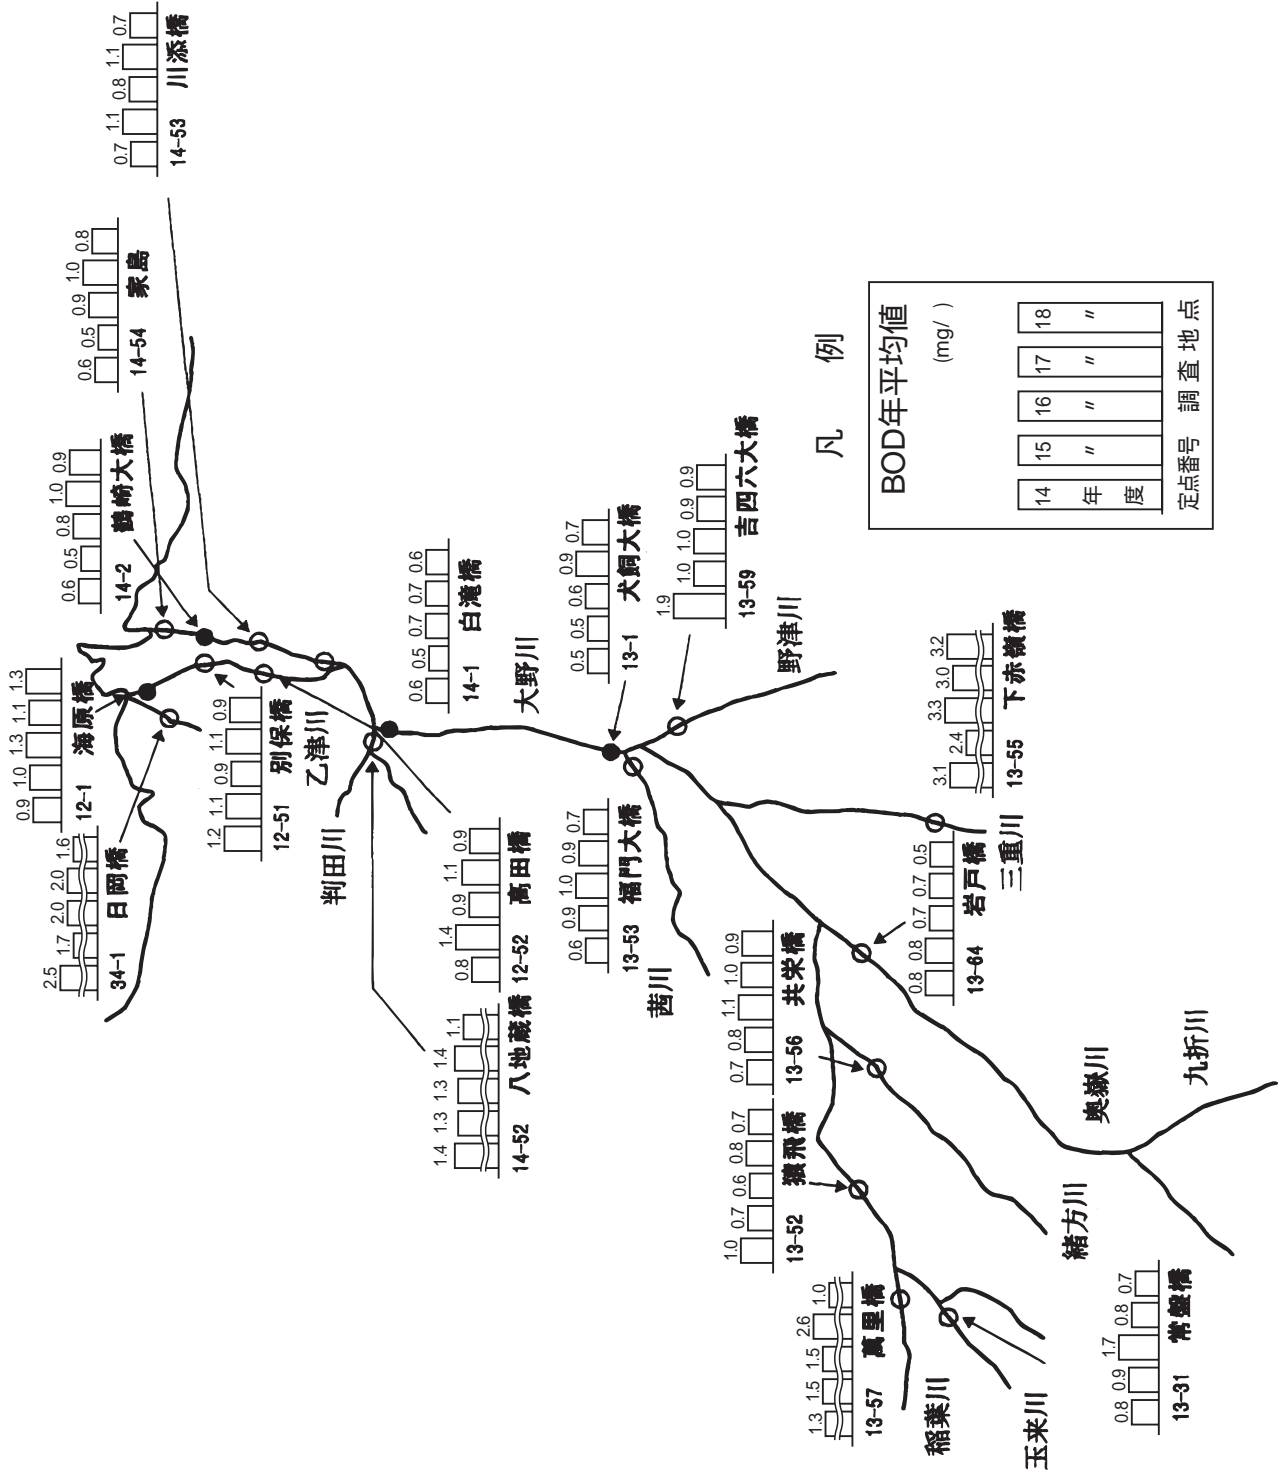 0.7 1.1 0.8 1.1 0.7
14-53 川添橋
0.6 0.5 0.9 1.0 0.8
14-54 家島
0.6 0.5 0.8 1.0 0.9
14-2 鶴崎大橋
0.9 1.0 1.3 1.1 1.3
12-1 海原橋
2.5 1.7 2.0 2.0 1.6
34-1 日岡橋
1.2 1.1 0.9 1.1 0.9
12-51 別保橋
乙津川
判田川
0.6 0.5 0.7 0.7 0.6
14-1 白滝橋
大野川
0.8 1.4 0.9 1.1 0.9
12-52 高田橋
1.4 1.3 1.3 1.4 1.1
14-52 八地蔵橋
0.5 0.5 0.6 0.9 0.7
13-1 犬飼大橋
1.9 1.0 1.0 0.9 0.9
13-59 吉四六大橋
野津川
0.6 0.9 1.0 0.9 0.7
13-53 福門大橋
茜川
3.1 2.4 3.3 3.0 3.2
13-55 下赤嶺橋
三重川
0.8 0.8 0.7 0.7 0.5
13-64 岩戸橋
0.7 0.8 1.1 1.0 0.9
13-56 共栄橋
1.0 0.7 0.6 0.8 0.7
13-52 猿飛橋
1.3 1.5 1.5 2.6 1.0
13-57 萬里橋
稲葉川
玉来川
緒方川
奥嶽川
九折川
0.8 0.9 1.7 0.8 0.7
13-31 常盤橋
凡 例
BOD年平均値
(mg/ )
14 15 16 17 18
年 〃 〃 〃 〃
度
定点番号 調査地点